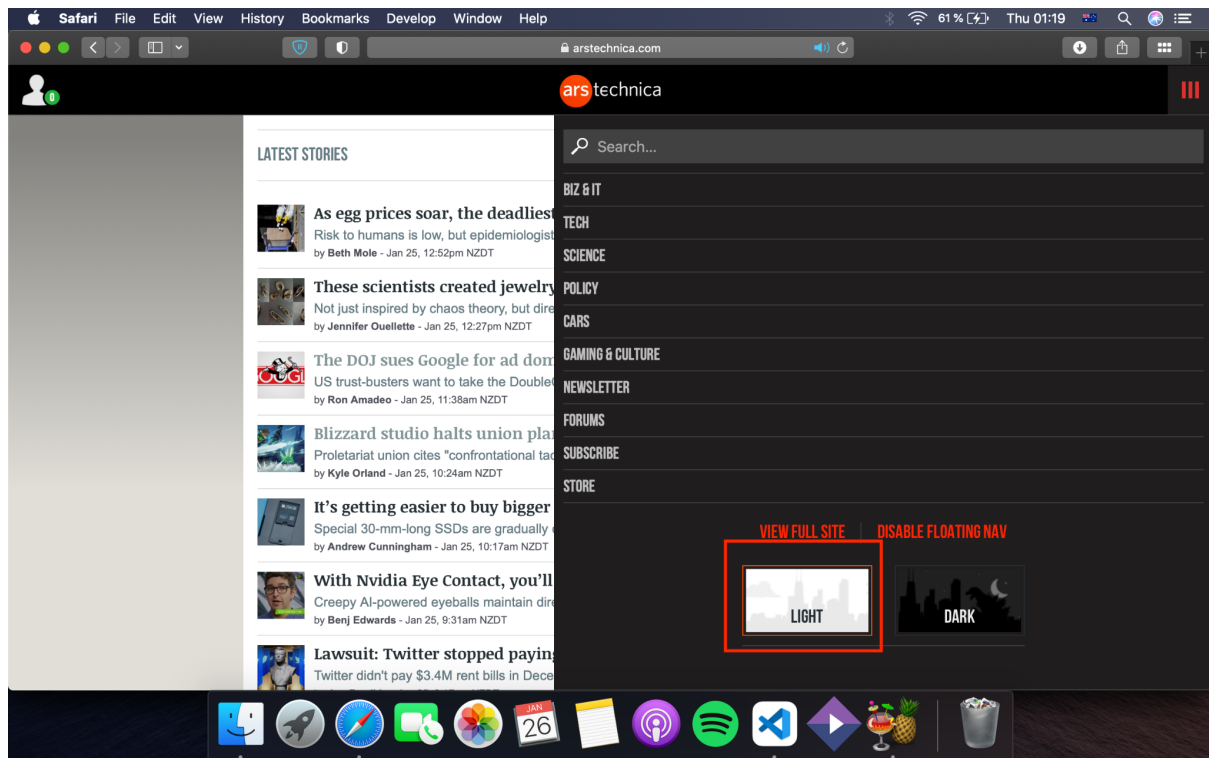 Safari File Edit View History Bookmarks Develop Window Help
61 % Thu 01:19
arstechnica.com
0
ars technica
LATEST STORIES
As egg prices soar, the deadliest
Risk to humans is low, but epidemiologist
by Beth Mole - Jan 25, 12:52pm NZDT
These scientists created jewelry
Not just inspired by chaos theory, but dire
by Jennifer Ouellette - Jan 25, 12:27pm NZDT
The DOJ sues Google for ad dom
US trust-busters want to take the Double
by Ron Amadeo - Jan 25, 11:38am NZDT
Blizzard studio halts union pla
Proletariat union cites "confrontational tac
by Kyle Orland - Jan 25, 10:24am NZDT
It's getting easier to buy bigger
Special 30-mm-long SSDs are gradually
by Andrew Cunningham - Jan 25, 10:17am NZDT
With Nvidia Eye Contact, you'll
Creepy AI-powered eyeballs maintain dire
by Benj Edwards - Jan 25, 9:31am NZDT
Lawsuit: Twitter stopped paying
Twitter didn't pay $3.4M rent bills in Dece
Search...
BIZ & IT
TECH
SCIENCE
POLICY
CARS
GAMING & CULTURE
NEWSLETTER
FORUMS
SUBSCRIBE
STORE
VIEW FULL SITE DISABLE FLOATING NAV
LIGHT DARK
JAN
26